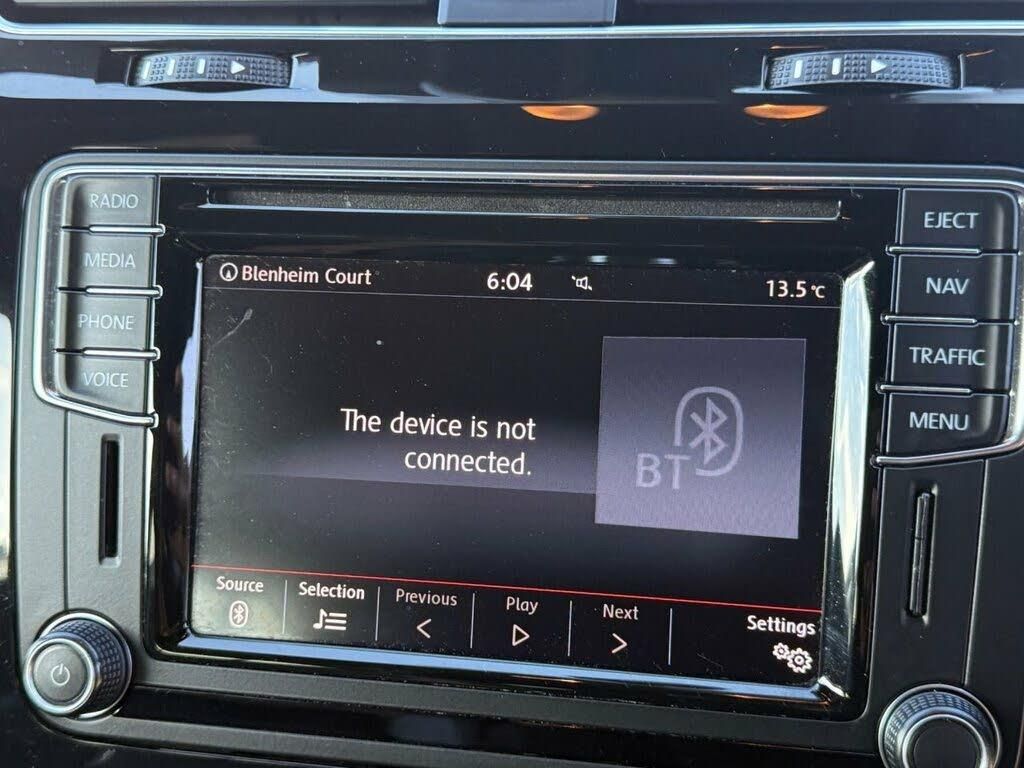 RADIO
MEDIA
PHONE
VOICE
Blenheim Court
6:04
13.5 °C
The device is not
connected.
BT
Source
Selection
Previous
Play
Next
Settings
EJECT
NAV
TRAFFIC
MENU